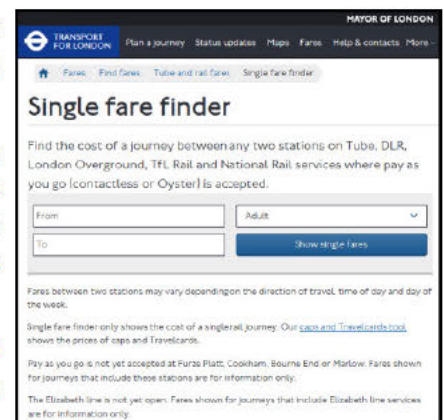 MAYOR OF LONDON
TRANSPORT
FOR LONDON
Plan a journey Status updates Maps Fares Help & contacts More
Fares Find fares Tube and rail fares Single fare finder
Single fare finder
Find the cost of a journey between any two stations on Tube, DLR,
London Overground, TfL Rail and National Rail services where pay as
you go (contactless or Oyster) is accepted.
From Adult
To Show single fares
Fares between two stations may vary depending on the direction of travel, time of day and day of
the week.
Single fare finder only shows the cost of a single rail journey. Our caps and Travelcards tool
shows the prices of caps and Travelcards.
Pay as you go is not yet accepted at Furze Platt, Cookham, Bourne End or Marlow. Fares shown
for journeys that include these stations are for information only.
The Elizabeth line is not yet open. Fares shown for journeys that include Elizabeth line services
are for information only.